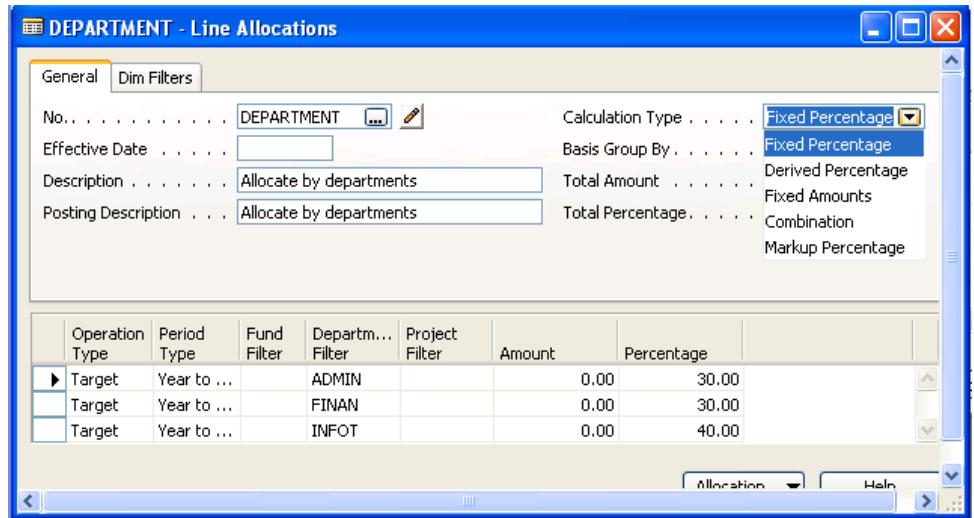 DEPARTMENT - Line Allocations
General Dim Filters
No. . . . . . . . . . . . DEPARTMENT ... Calculation Type . . . . . Fixed Percentage
Effective Date . . . . . Basis Group By. . . . . . Fixed Percentage
Derived Percentage
Description . . . . . . . Allocate by departments Total Amount . . . . . .
Fixed Amounts
Posting Description . . . Allocate by departments Total Percentage. . . . .
Combination
Markup Percentage
Operation Type Period Type Fund Filter Departm... Filter Project Filter Amount Percentage
Target Year to ... ADMIN 0.00 30.00
Target Year to ... FINAN 0.00 30.00
Target Year to ... INFOT 0.00 40.00
Allocation Help